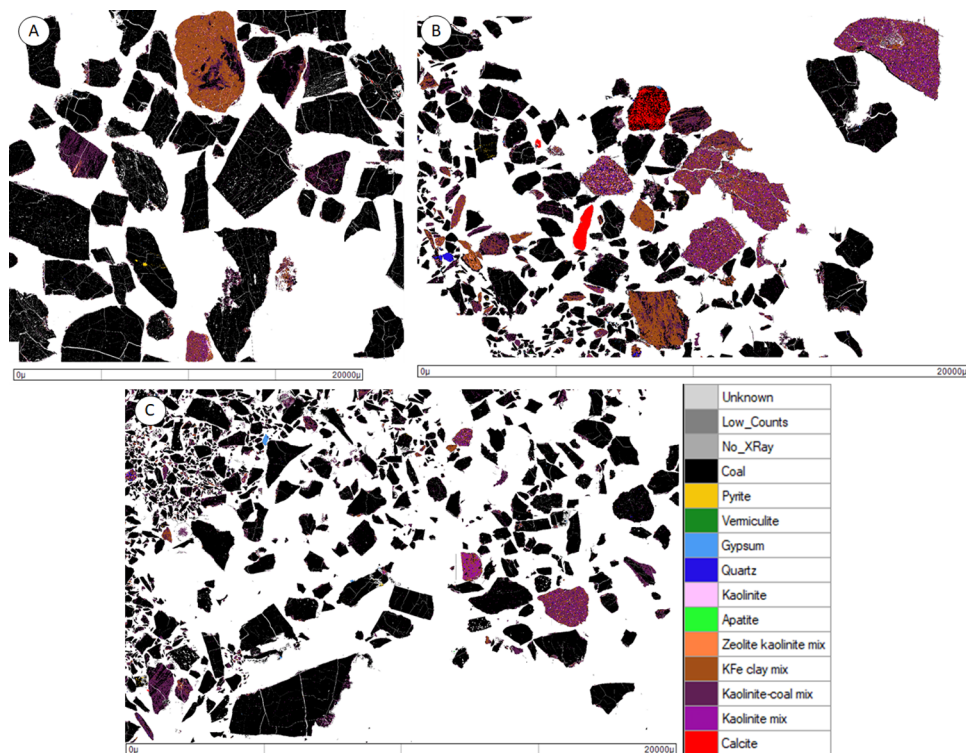 A
B
0μ 20000μ
0μ 20000μ
C
Unknown
Low_Counts
No_XRay
Coal
Pyrite
Vermiculite
Gypsum
Quartz
Kaolinite
Apatite
Zeolite kaolinite mix
KFe clay mix
Kaolinite-coal mix
Kaolinite mix
Calcite
0μ 20000μ